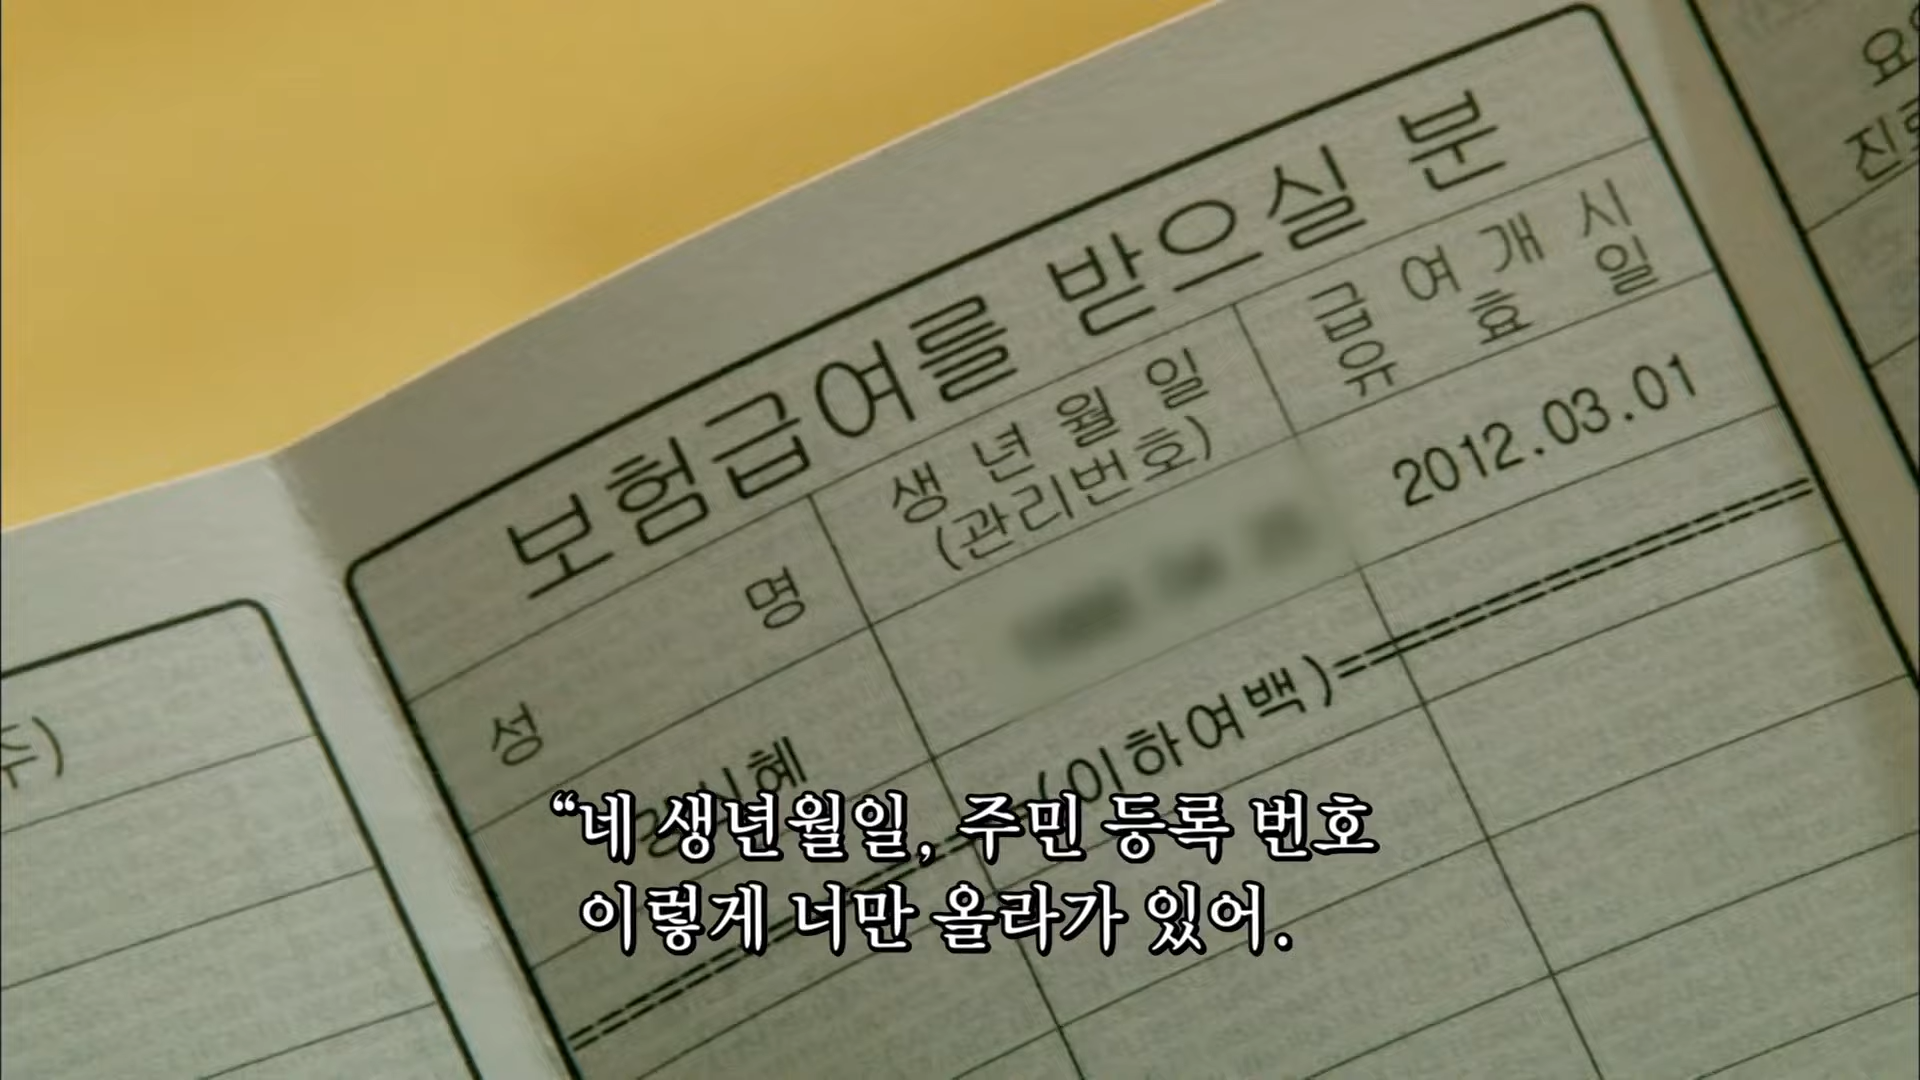 보험급여를 받으실 분
성 명
생 년 월 일
(관리번호)
급 여 개 시
유 효 일
2012.03.01
(이하여백)
“네 생년월일, 주민 등록 번호
이렇게 너만 올라가 있어.